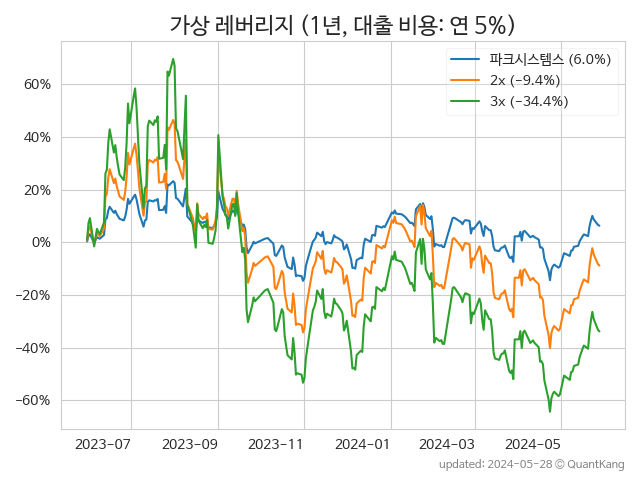 가상 레버리지 (1년, 대출 비용: 연 5%)
파크시스템스 (6.0%)
2x (−9.4%)
3x (−34.4%)
60%
40%
20%
0%
−20%
−40%
−60%
2023-07
2023-09
2023-11
2024-01
2024-03
2024-05
updated: 2024-05-28 © QuantKang